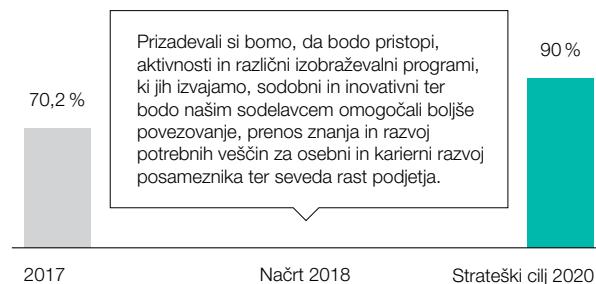 Prizadevali si bomo, da bodo pristopi,
aktivnosti in različni izobraževalni programi,
ki jih izvajamo, sodobni in inovativni ter
bodo našim sodelavcem omogočali boljše
povezovanje, prenos znanja in razvoj
potrebnih veščin za osebni in karierni razvoj
posameznika ter seveda rast podjetja.
70,2 %
90 %
2017
Načrt 2018
Strateški cilj 2020